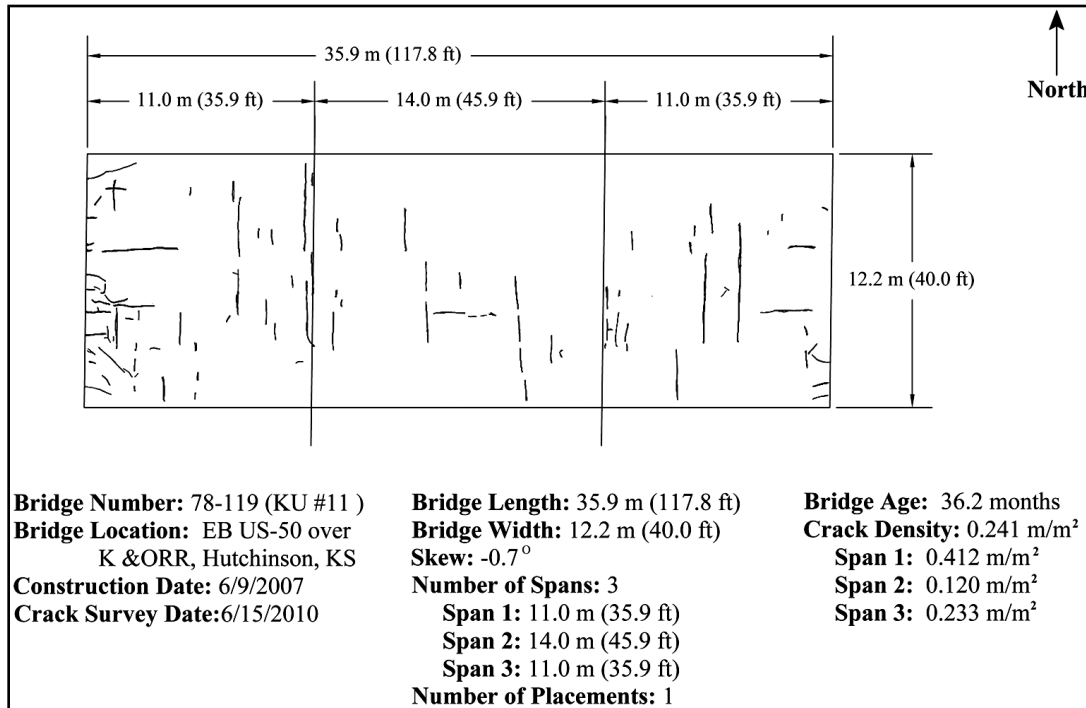 35.9 m (117.8 ft)
11.0 m (35.9 ft)
14.0 m (45.9 ft)
11.0 m (35.9 ft)
North
12.2 m (40.0 ft)
Bridge Number: 78-119 (KU #11 )
Bridge Location: EB US-50 over
K &ORR, Hutchinson, KS
Construction Date: 6/9/2007
Crack Survey Date:6/15/2010
Bridge Length: 35.9 m (117.8 ft)
Bridge Width: 12.2 m (40.0 ft)
Skew: -0.7°
Number of Spans: 3
Span 1: 11.0 m (35.9 ft)
Span 2: 14.0 m (45.9 ft)
Span 3: 11.0 m (35.9 ft)
Number of Placements: 1
Bridge Age: 36.2 months
Crack Density: 0.241 m/m²
Span 1: 0.412 m/m²
Span 2: 0.120 m/m²
Span 3: 0.233 m/m²